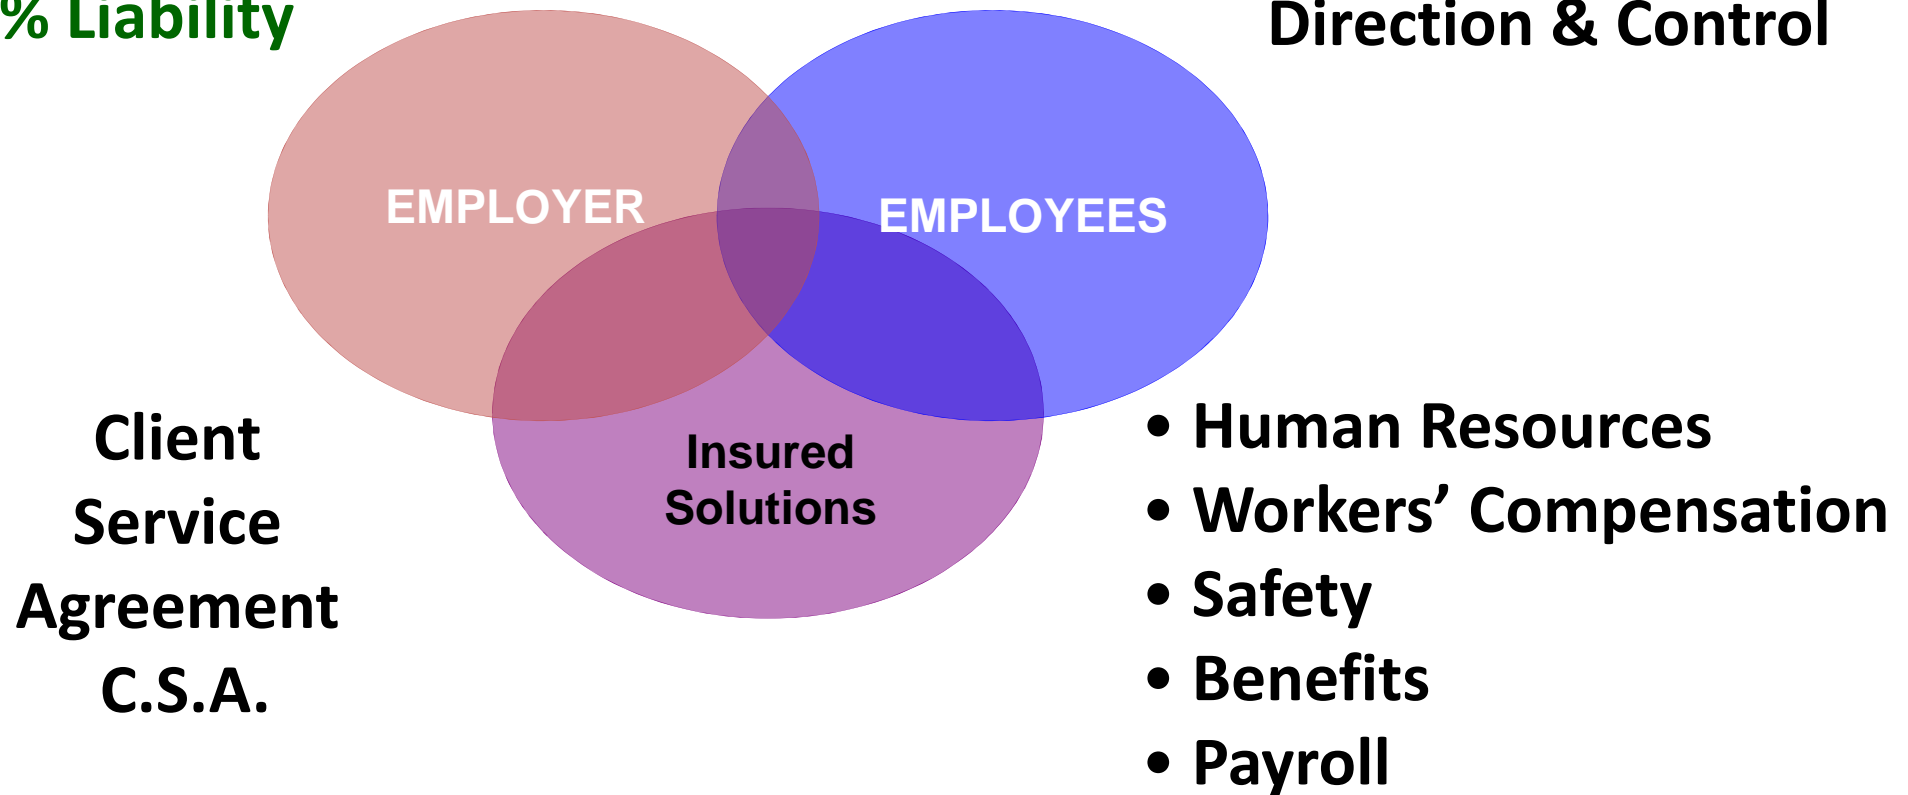 % Liability
Direction & Control
EMPLOYER
EMPLOYEES
Insured
Solutions
Client
Service
Agreement
C.S.A.
• Human Resources
• Workers’ Compensation
• Safety
• Benefits
• Payroll